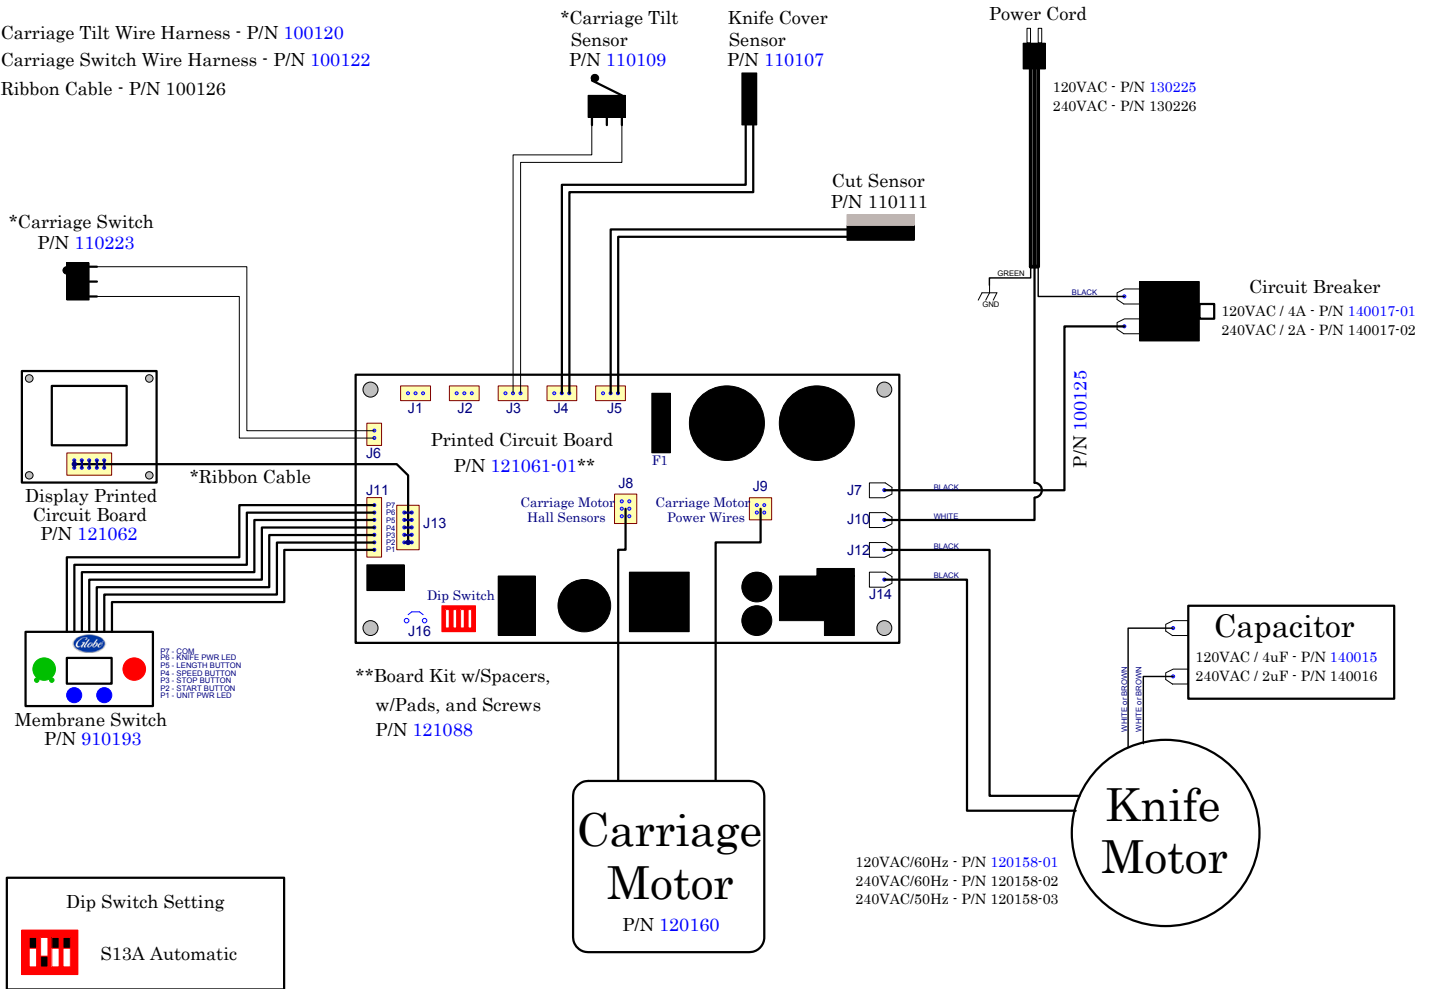 Carriage Tilt Wire Harness - P/N 100120
Carriage Switch Wire Harness - P/N 100122
Ribbon Cable - P/N 100126
*Carriage Tilt
Sensor
P/N 110109
Knife Cover
Sensor
P/N 110107
Power Cord
120VAC - P/N 130225
240VAC - P/N 130226
Cut Sensor
P/N 110111
*Carriage Switch
P/N 110223
GREEN
GND
BLACK
Circuit Breaker
120VAC / 4A - P/N 140017-01
240VAC / 2A - P/N 140017-02
P/N 100125
J1
J2
J3
J4
J5
J6
Printed Circuit Board
P/N 121061-01**
F1
*Ribbon Cable
Display Printed
Circuit Board
P/N 121062
J11
P7
P6
P5
P4
P3
P2
P1
J13
J8
Carriage Motor
Hall Sensors
J9
Carriage Motor
Power Wires
J7
BLACK
J10
WHITE
J12
BLACK
J14
BLACK
Dip Switch
J16
Globe
P7 - COM
P6 - KNIFE PWR LED
P5 - LENGTH BUTTON
P4 - SPEED BUTTON
P3 - STOP BUTTON
P2 - START BUTTON
P1 - UNIT PWR LED
Membrane Switch
P/N 910193
**Board Kit w/Spacers,
w/Pads, and Screws
P/N 121088
Capacitor
120VAC / 4uF - P/N 140015
240VAC / 2uF - P/N 140016
WHITE or BROWN
WHITE or BROWN
Knife
Motor
120VAC/60Hz - P/N 120158-01
240VAC/60Hz - P/N 120158-02
240VAC/50Hz - P/N 120158-03
Carriage
Motor
P/N 120160
Dip Switch Setting
S13A Automatic